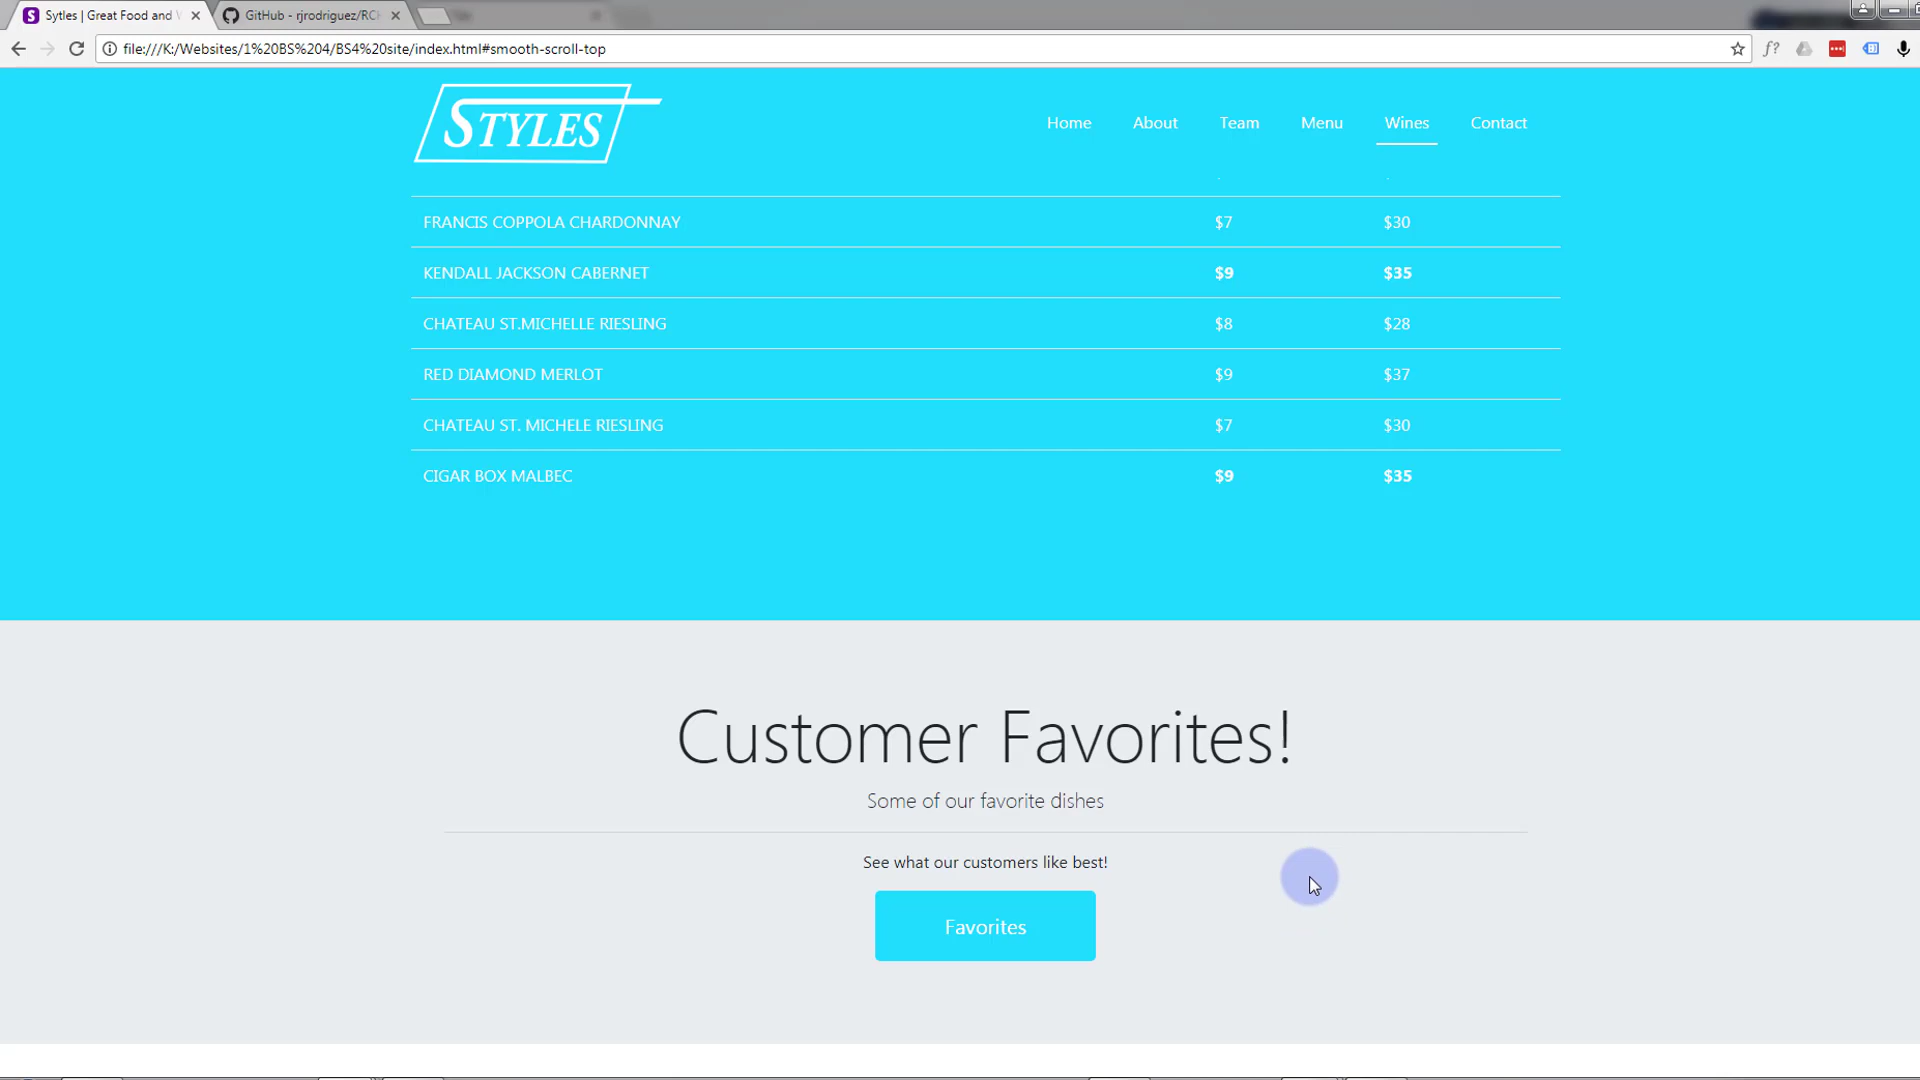 Sytles | Great Food and
GitHub - rjrodriguez/RCH
file:///K:/Websites/1%20BS%204/BS4%20site/index.html#smooth-scroll-top
f?
STYLES
Home About Team Menu Wines Contact
FRANCIS COPPOLA CHARDONNAY $7 $30
KENDALL JACKSON CABERNET $9 $35
CHATEAU ST.MICHELLE RIESLING $8 $28
RED DIAMOND MERLOT $9 $37
CHATEAU ST. MICHELE RIESLING $7 $30
CIGAR BOX MALBEC $9 $35
Customer Favorites!
Some of our favorite dishes
See what our customers like best!
Favorites